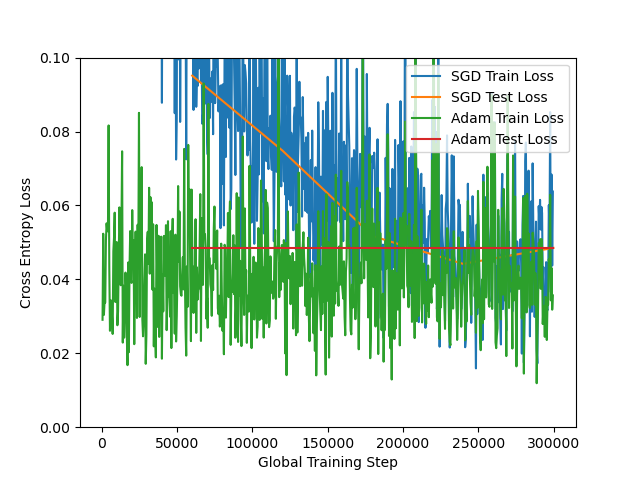 0.10
0.08
0.06
0.04
0.02
0.00
Cross Entropy Loss
SGD Train Loss
SGD Test Loss
Adam Train Loss
Adam Test Loss
0 50000 100000 150000 200000 250000 300000
Global Training Step